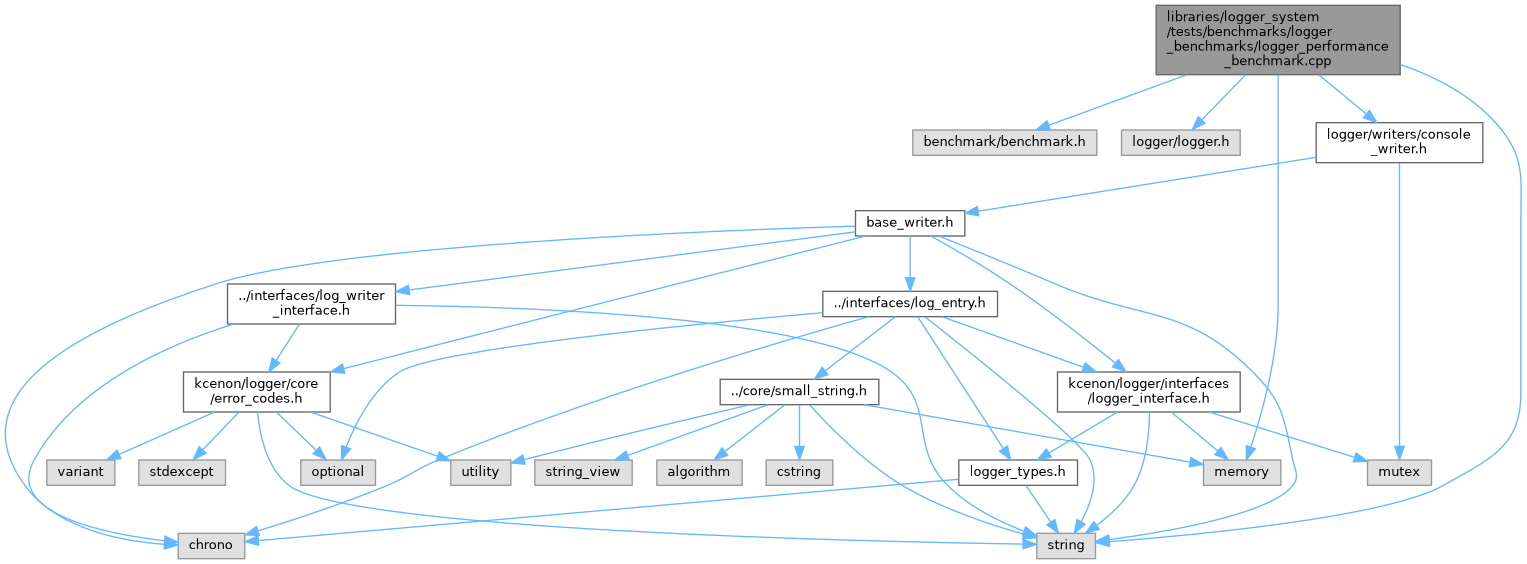 libraries/logger_system
/tests/benchmarks/logger
_benchmarks/logger_performance
_benchmark.cpp
benchmark/benchmark.h
logger/logger.h
logger/writers/console
_writer.h
base_writer.h
../interfaces/log_writer
_interface.h
../interfaces/log_entry.h
kcenon/logger/core
/error_codes.h
../core/small_string.h
kcenon/logger/interfaces
/logger_interface.h
variant
stdexcept
optional
utility
string_view
algorithm
cstring
logger_types.h
memory
mutex
chrono
string